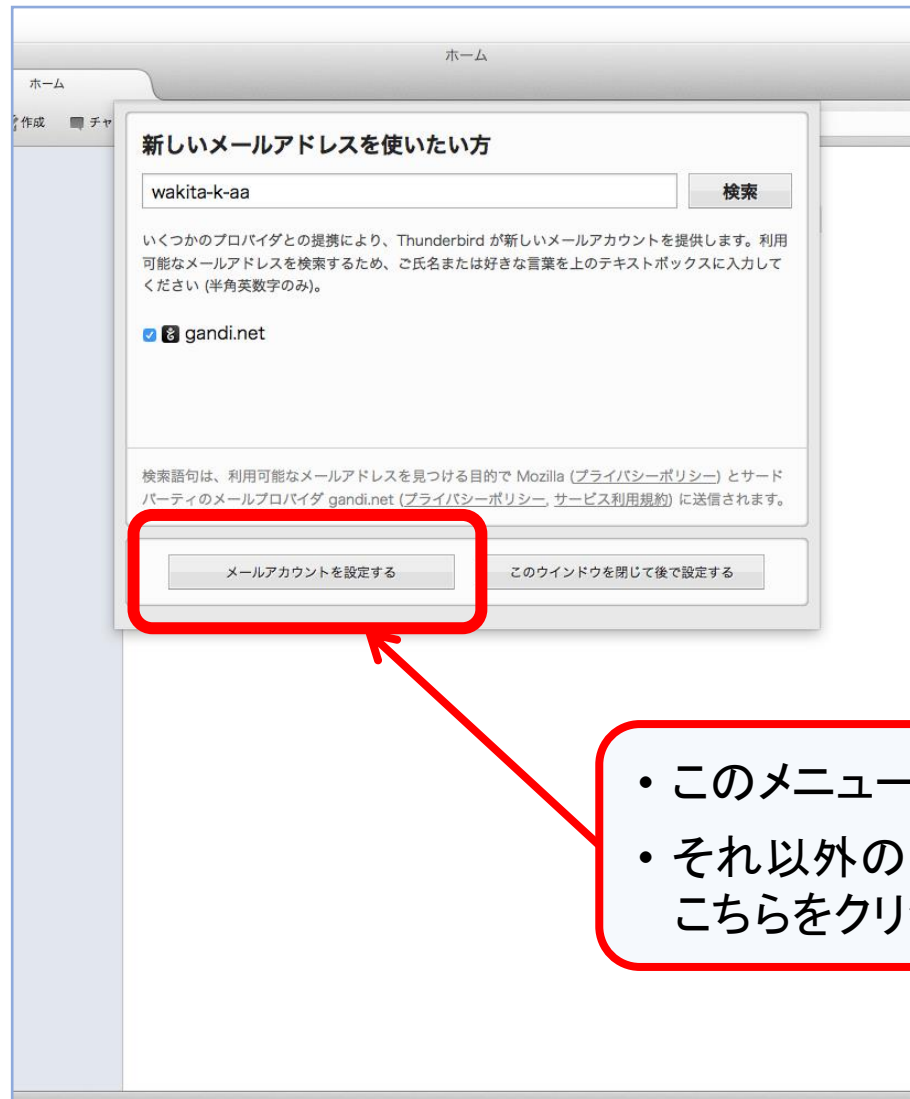 ホーム
ホーム
作成 チャ
新しいメールアドレスを使いたい方
wakita-k-aa 検索
いくつかのプロバイダとの提携により、Thunderbird が新しいメールアカウントを提供します。利用
可能なメールアドレスを検索するため、ご氏名または好きな言葉を上のテキストボックスに入力して
ください (半角英数字のみ)。
gandi.net
検索語句は、利用可能なメールアドレスを見つける目的で Mozilla (プライバシーポリシー) とサード
パーティのメールプロバイダ gandi.net (プライバシーポリシー, サービス利用規約) に送信されます。
メールアカウントを設定する このウインドウを閉じて後で設定する
• このメニュー
• それ以外の
こちらをクリ